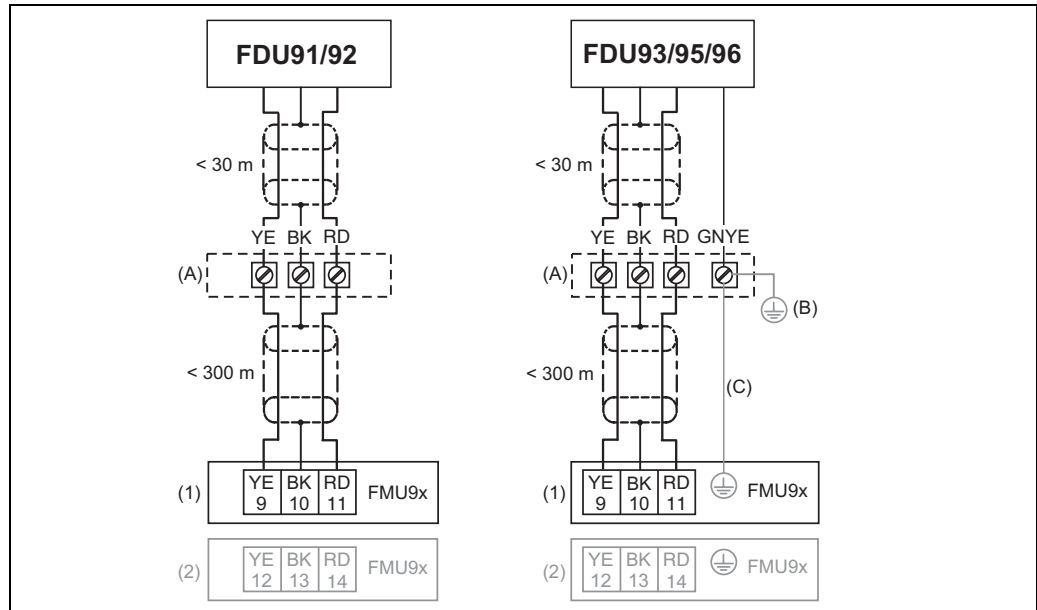 FDU91/92
< 30 m
YE BK RD
(A)
< 300 m
(1) YE BK RD FMU9x
9 10 11
(2) YE BK RD FMU9x
12 13 14
FDU93/95/96
< 30 m
YE BK RD GNYE
(A)
(B)
< 300 m
(C)
(1) YE BK RD FMU9x
9 10 11
(2) YE BK RD FMU9x
12 13 14